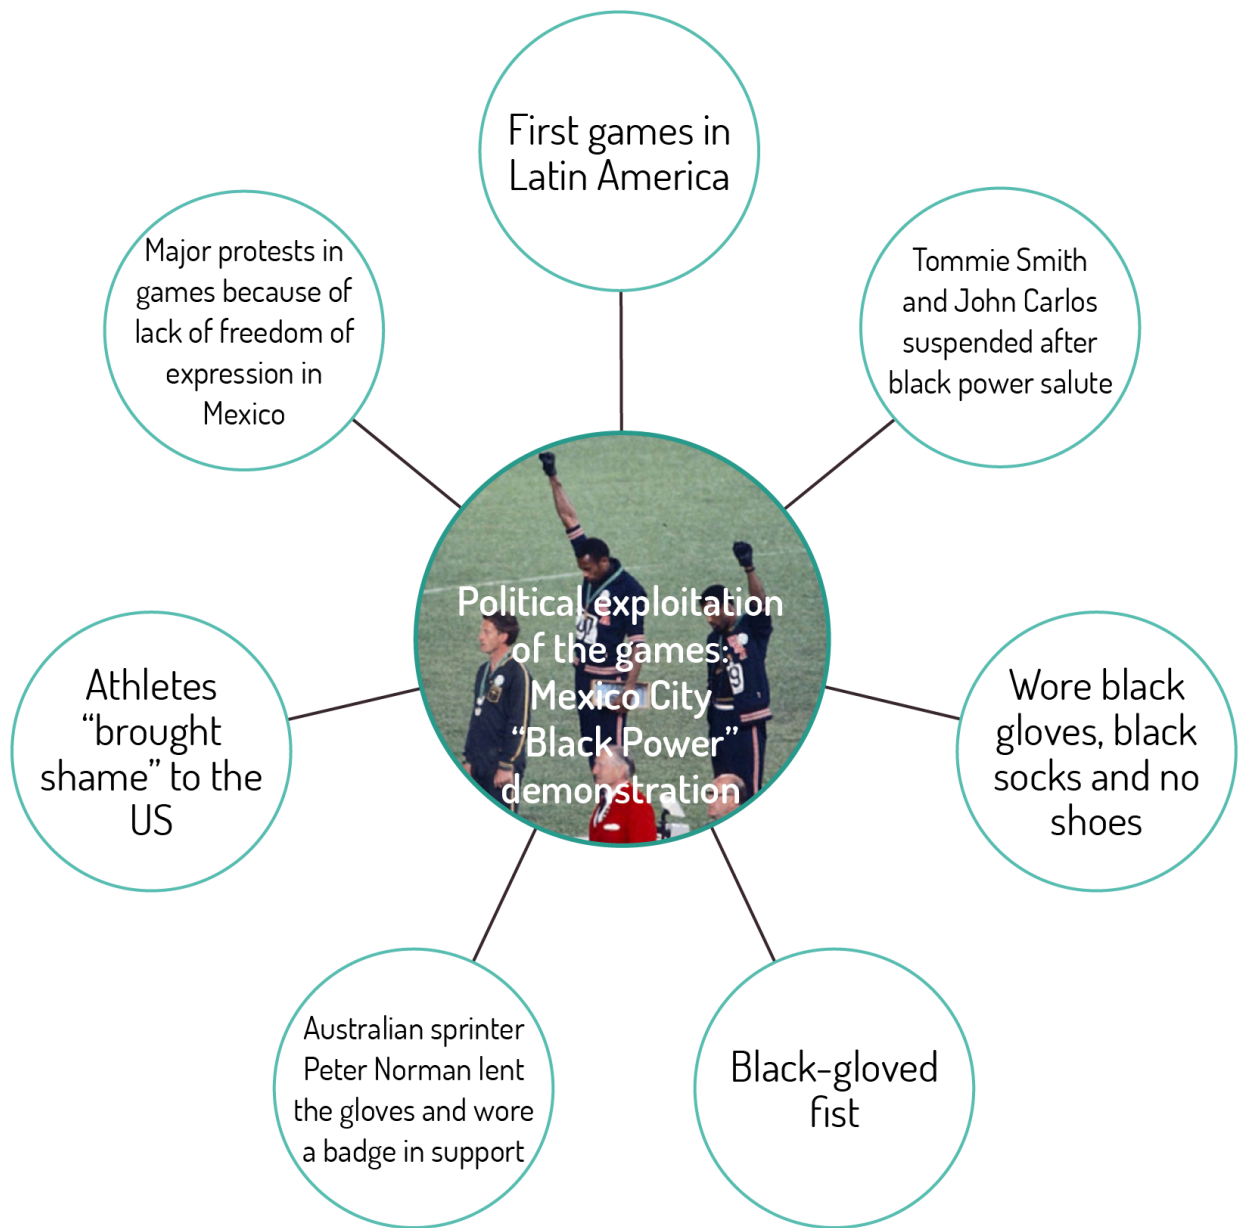 First games in
Latin America
Major protests in
games because of
lack of freedom of
expression in
Mexico
Tommie Smith
and John Carlos
suspended after
black power salute
Political exploitation
of the games:
Mexico City
“Black Power”
demonstration
Athletes
“brought
shame” to the
US
Wore black
gloves, black
socks and no
shoes
Australian sprinter
Peter Norman lent
the gloves and wore
a badge in support
Black-gloved
fist